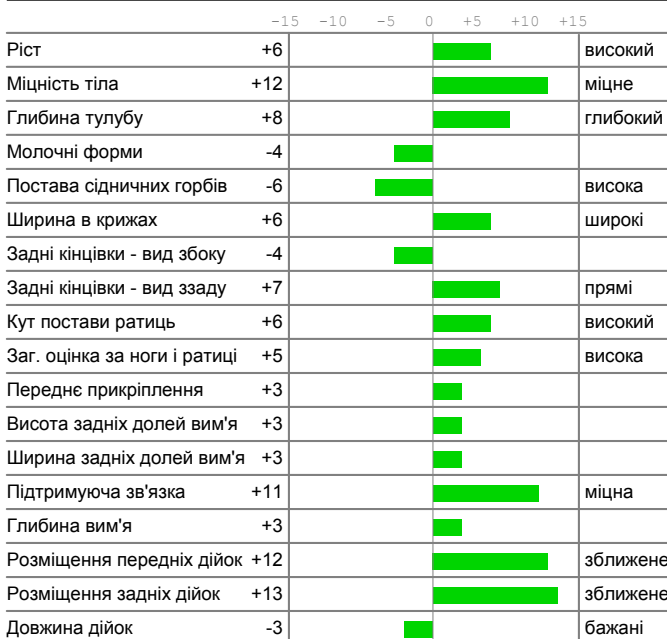 -15 -10 -5 0 +5 +10 +15
Ріст +6 високий
Міцність тіла +12 міцне
Глибина тулубу +8 глибокий
Молочні форми -4
Постава сідничних горбів -6 висока
Ширина в крижах +6 широкі
Задні кінцівки - вид збоку -4
Задні кінцівки - вид ззаду +7 прямі
Кут постави ратиць +6 високий
Заг. оцінка за ноги і ратиці +5 висока
Переднє прикріплення +3
Висота задніх долей вим'я +3
Ширина задніх долей вим'я +3
Підтримуюча зв'язка +11 міцна
Глибина вим'я +3
Розміщення передніх дійок +12 зближене
Розміщення задніх дійок +13 зближене
Довжина дійок -3 бажані